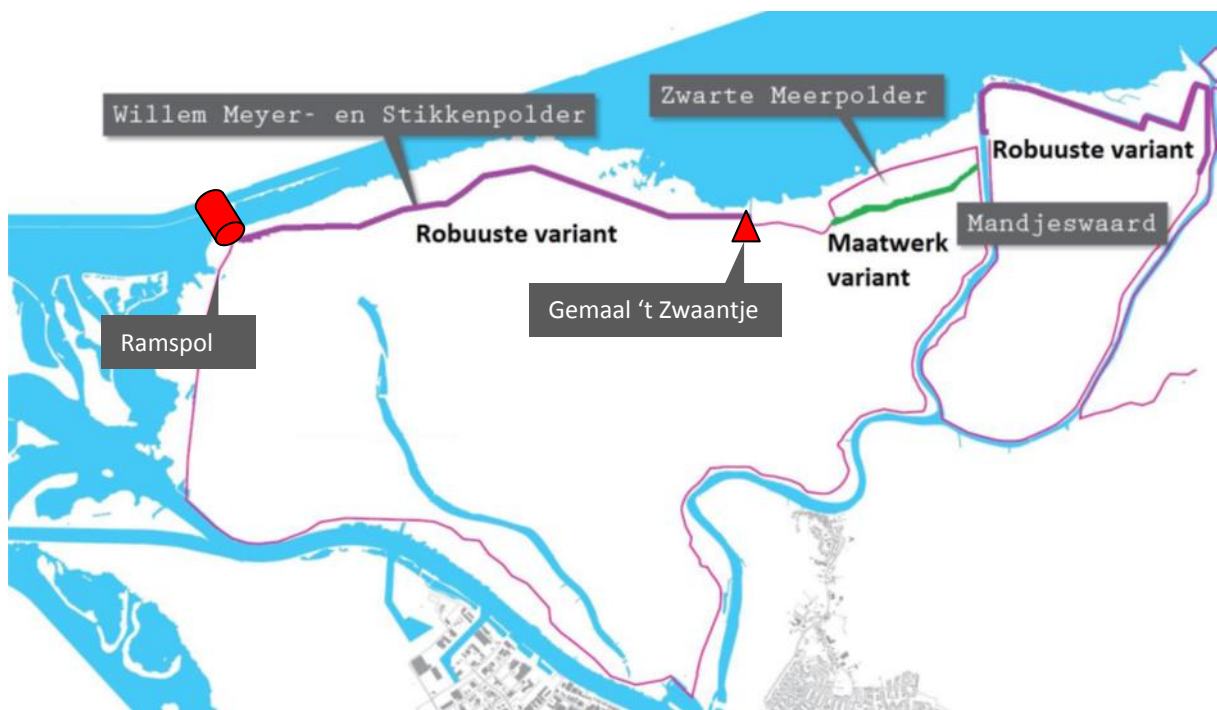 Zwarte Meerpolder
Willem Meyer- en Stikkenpolder
Robuuste variant
Mandjeswaard
Robuuste variant
Maatwerk
variant
Gemaal ‘t Zwaantje
Ramspol